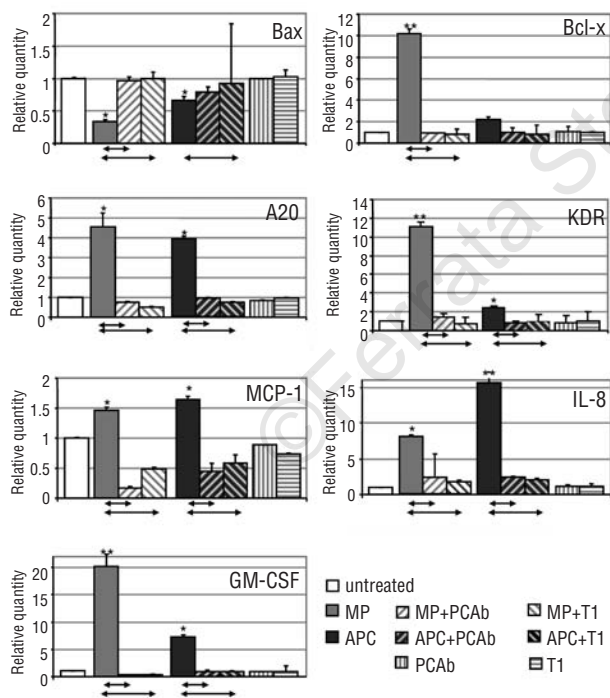 Bax
Relative quantity
2
1.5
1
0.5
0
*
*
Bcl-x
Relative quantity
12
10
8
6
4
2
0
**
A20
Relative quantity
6
5
4
3
2
1
0
*
*
KDR
Relative quantity
14
12
10
8
6
4
2
0
**
*
MCP-1
Relative quantity
2
1.5
1
0.5
0
*
*
IL-8
Relative quantity
15
10
5
0
*
**
GM-CSF
Relative quantity
20
15
10
5
0
**
*
untreated
MP MP+PCAb MP+T1
APC APC+PCAb APC+T1
PCAb T1
©Ferrata